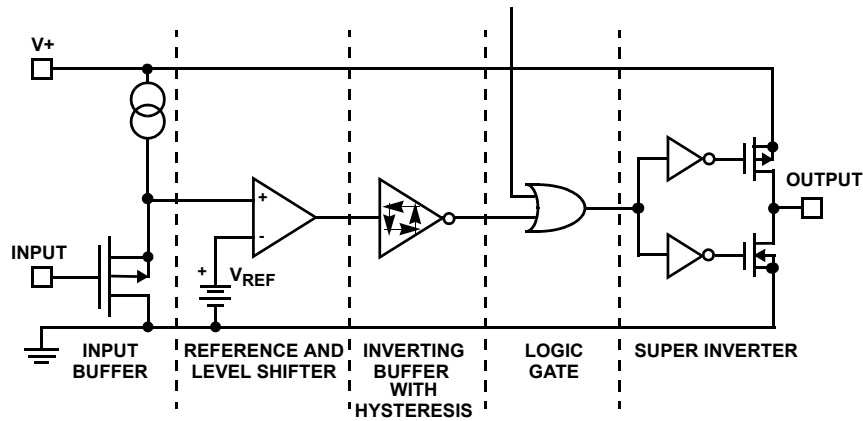 V+
INPUT
+
-
+
VREF
OUTPUT
INPUT
BUFFER
REFERENCE AND
LEVEL SHIFTER
INVERTING
BUFFER
WITH
HYSTERESIS
LOGIC
GATE
SUPER INVERTER